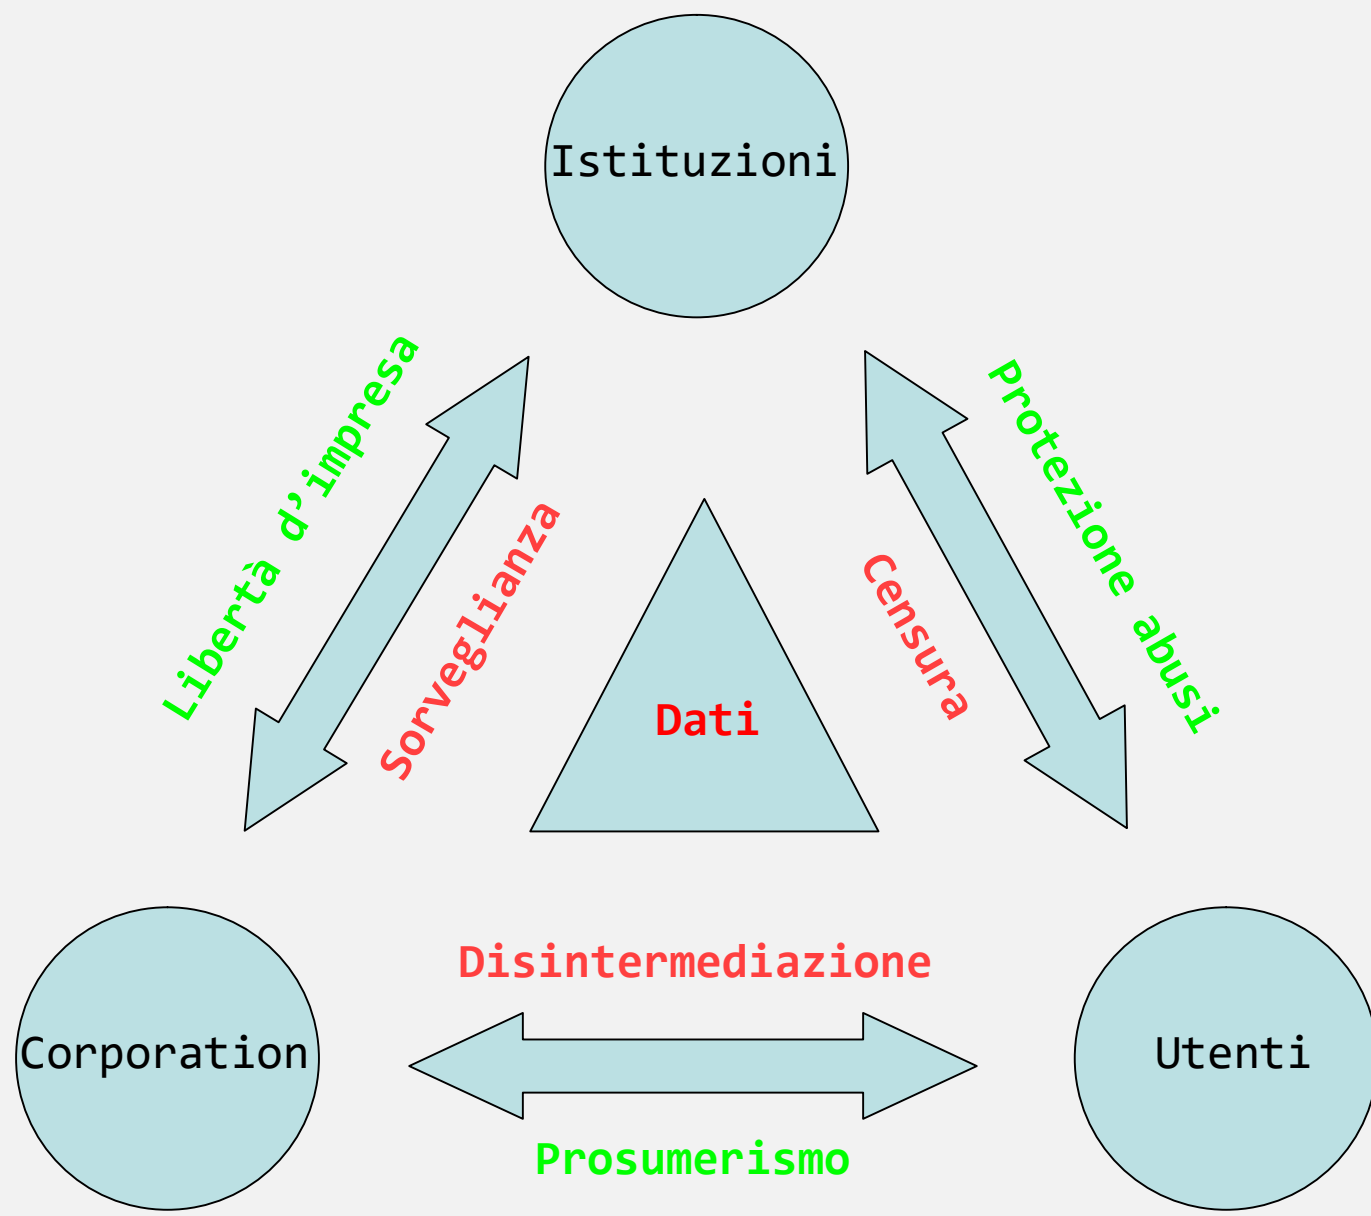 Istituzioni
Libertà d’impresa
Sorveglianza
Protezione abusi
Censura
Dati
Disintermediazione
Corporation
Utenti
Prosumerismo